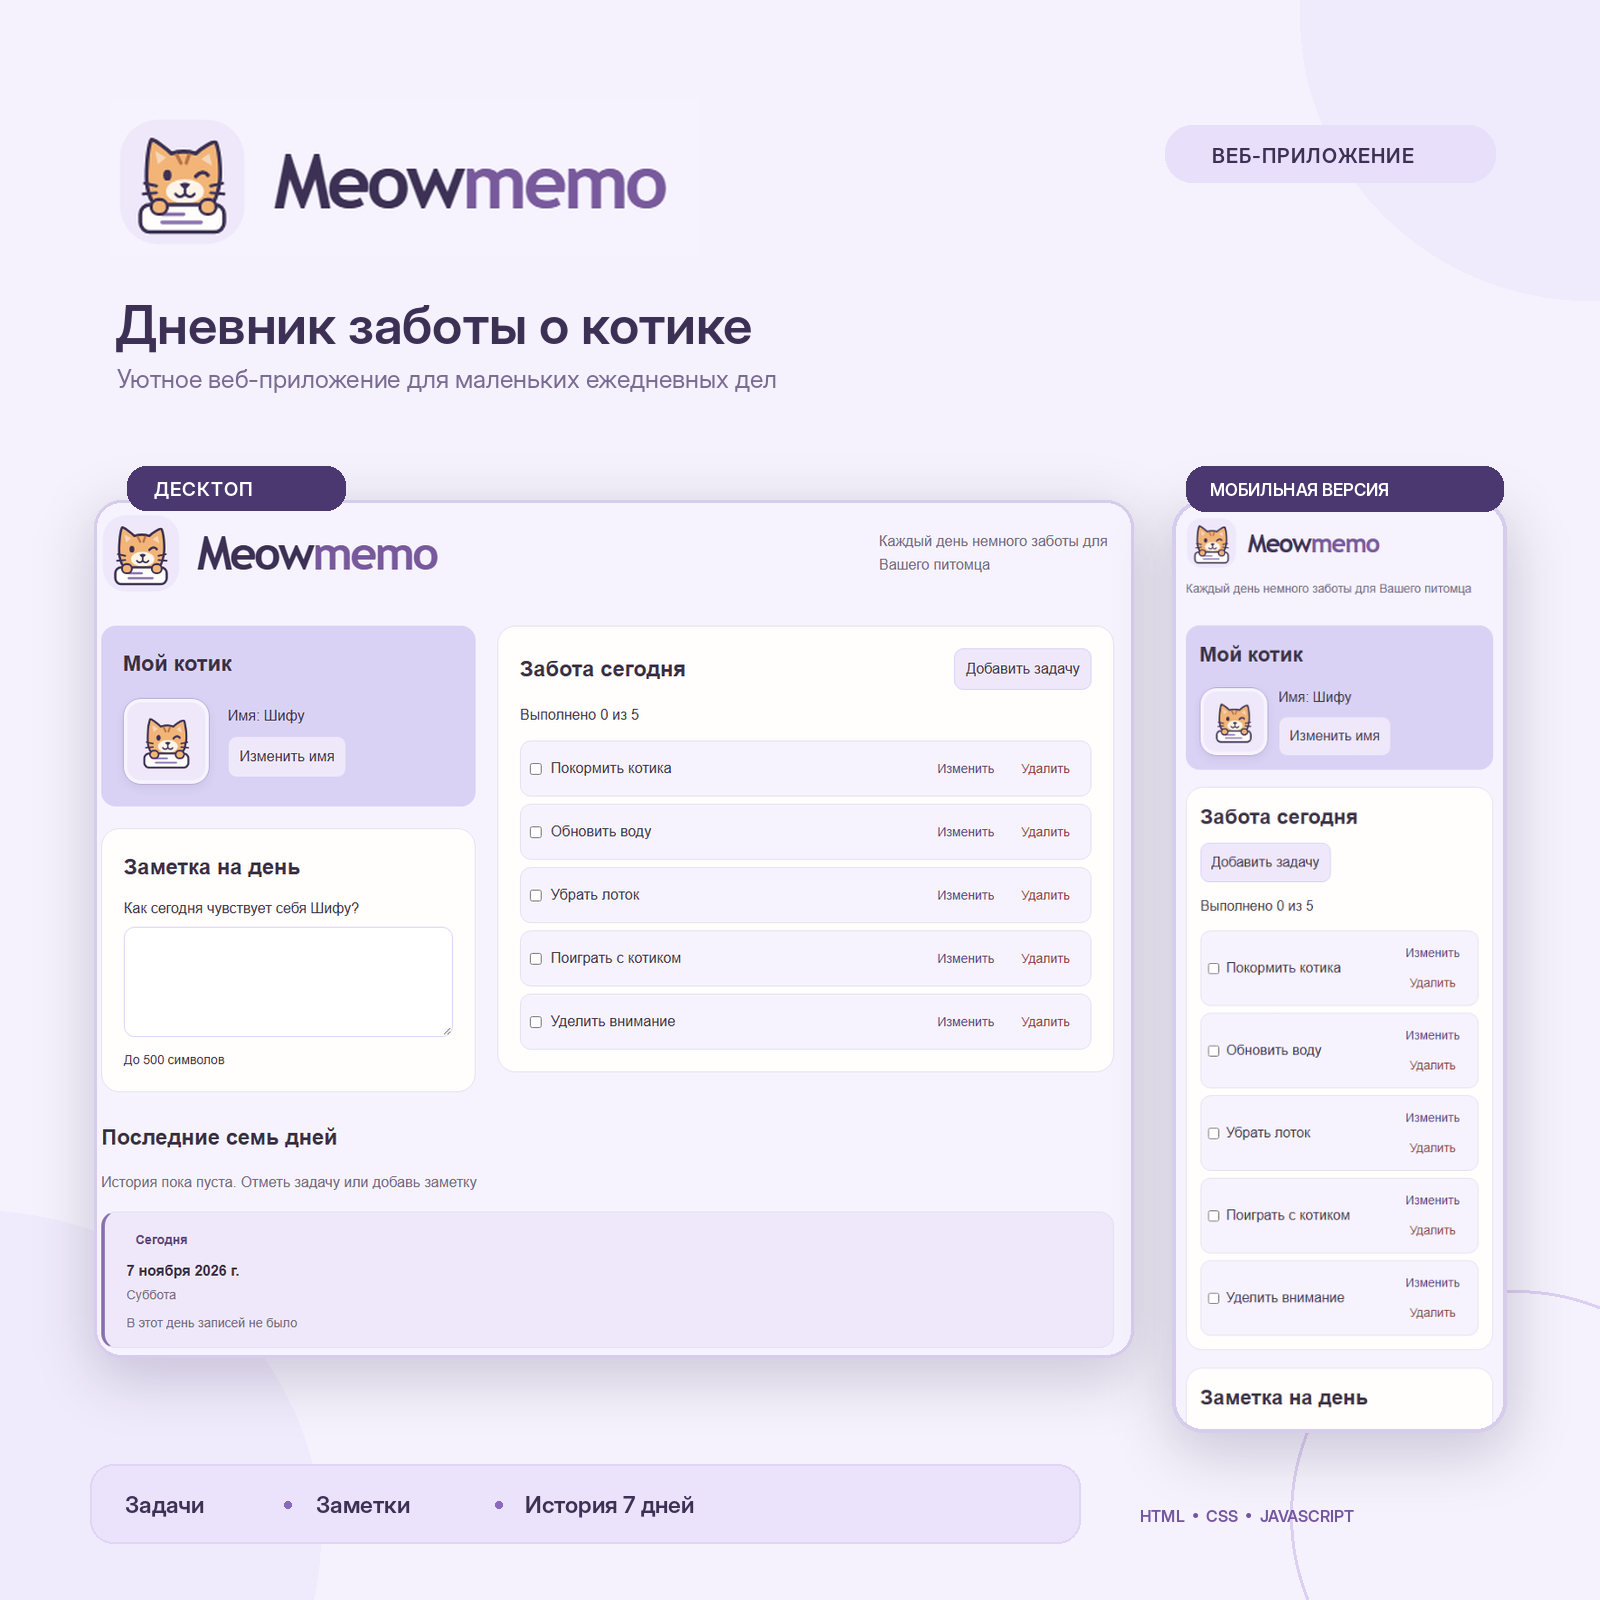 Meowmemo
ВЕБ-ПРИЛОЖЕНИЕ
Дневник заботы о котике
Уютное веб-приложение для маленьких ежедневных дел
ДЕСКТОП
Meowmemo
Каждый день немного заботы для
Вашего питомца
Мой котик
Имя: Шифу
Изменить имя
Заметка на день
Как сегодня чувствует себя Шифу?
До 500 символов
Забота сегодня
Добавить задачу
Выполнено 0 из 5
Покормить котика Изменить Удалить
Обновить воду Изменить Удалить
Убрать лоток Изменить Удалить
Поиграть с котиком Изменить Удалить
Уделить внимание Изменить Удалить
Последние семь дней
История пока пуста. Отметь задачу или добавь заметку
Сегодня
7 ноября 2026 г.
Суббота
В этот день записей не было
МОБИЛЬНАЯ ВЕРСИЯ
Meowmemo
Каждый день немного заботы для Вашего питомца
Мой котик
Имя: Шифу
Изменить имя
Забота сегодня
Добавить задачу
Выполнено 0 из 5
Покормить котика
Изменить
Удалить
Обновить воду
Изменить
Удалить
Убрать лоток
Изменить
Удалить
Поиграть с котиком
Изменить
Удалить
Уделить внимание
Изменить
Удалить
Заметка на день
Задачи • Заметки • История 7 дней
HTML • CSS • JAVASCRIPT